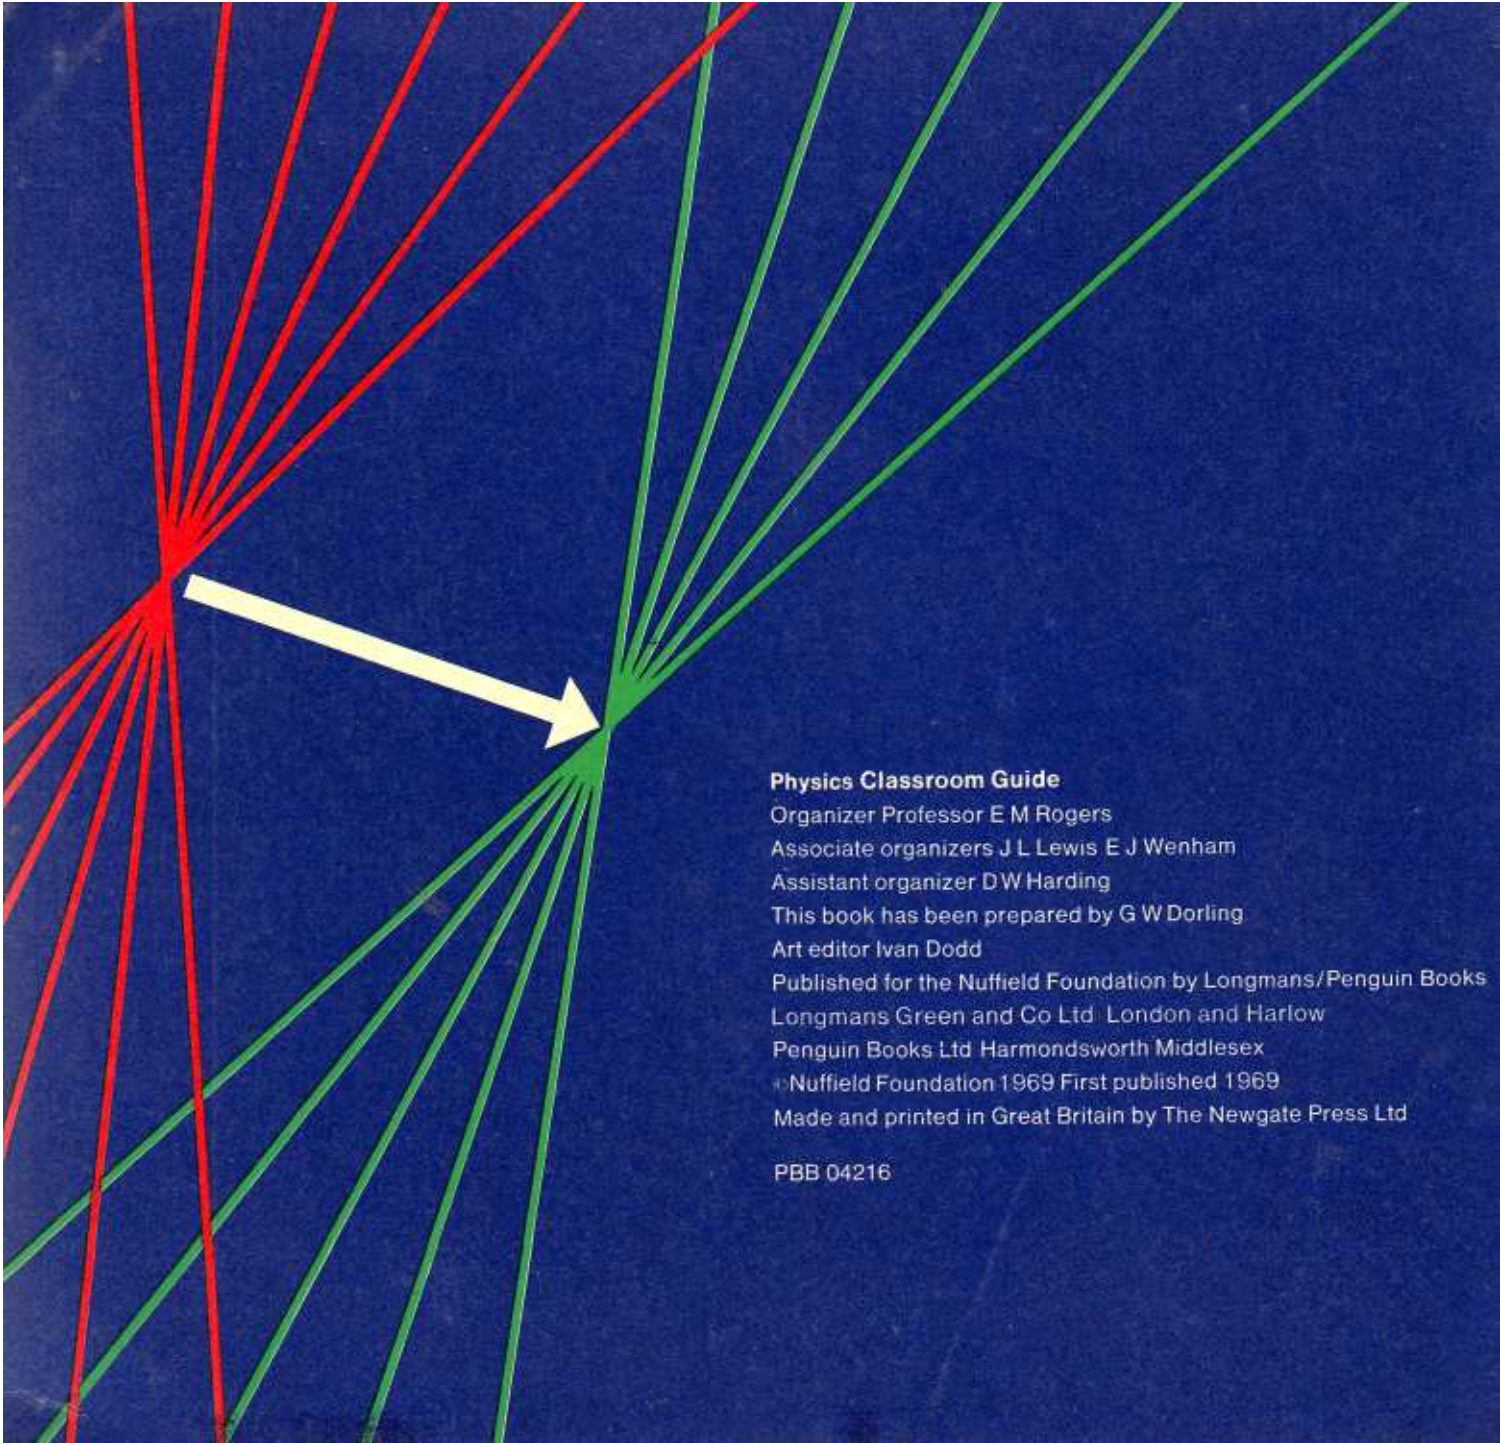 Physics Classroom Guide
Organizer Professor E M Rogers
Associate organizers J L Lewis E J Wenham
Assistant organizer D W Harding
This book has been prepared by G W Dorling
Art editor Ivan Dodd
Published for the Nuffield Foundation by Longmans/Penguin Books
Longmans Green and Co Ltd London and Harlow
Penguin Books Ltd Harmondsworth Middlesex
©Nuffield Foundation 1969 First published 1969
Made and printed in Great Britain by The Newgate Press Ltd
PBB 04216